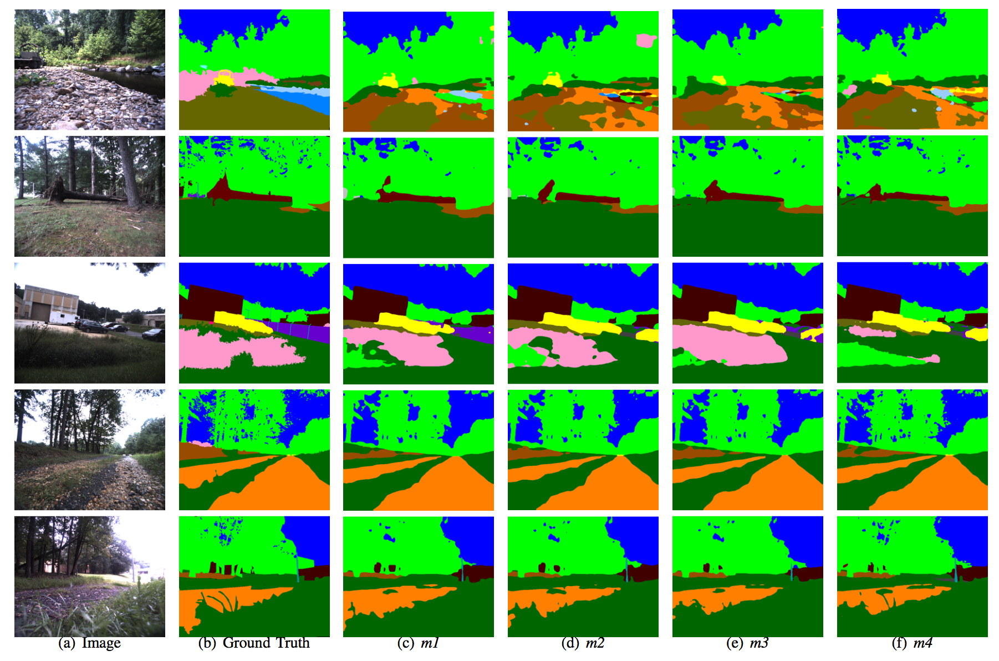 (a) Image
(b) Ground Truth
(c) m1
(d) m2
(e) m3
(f) m4